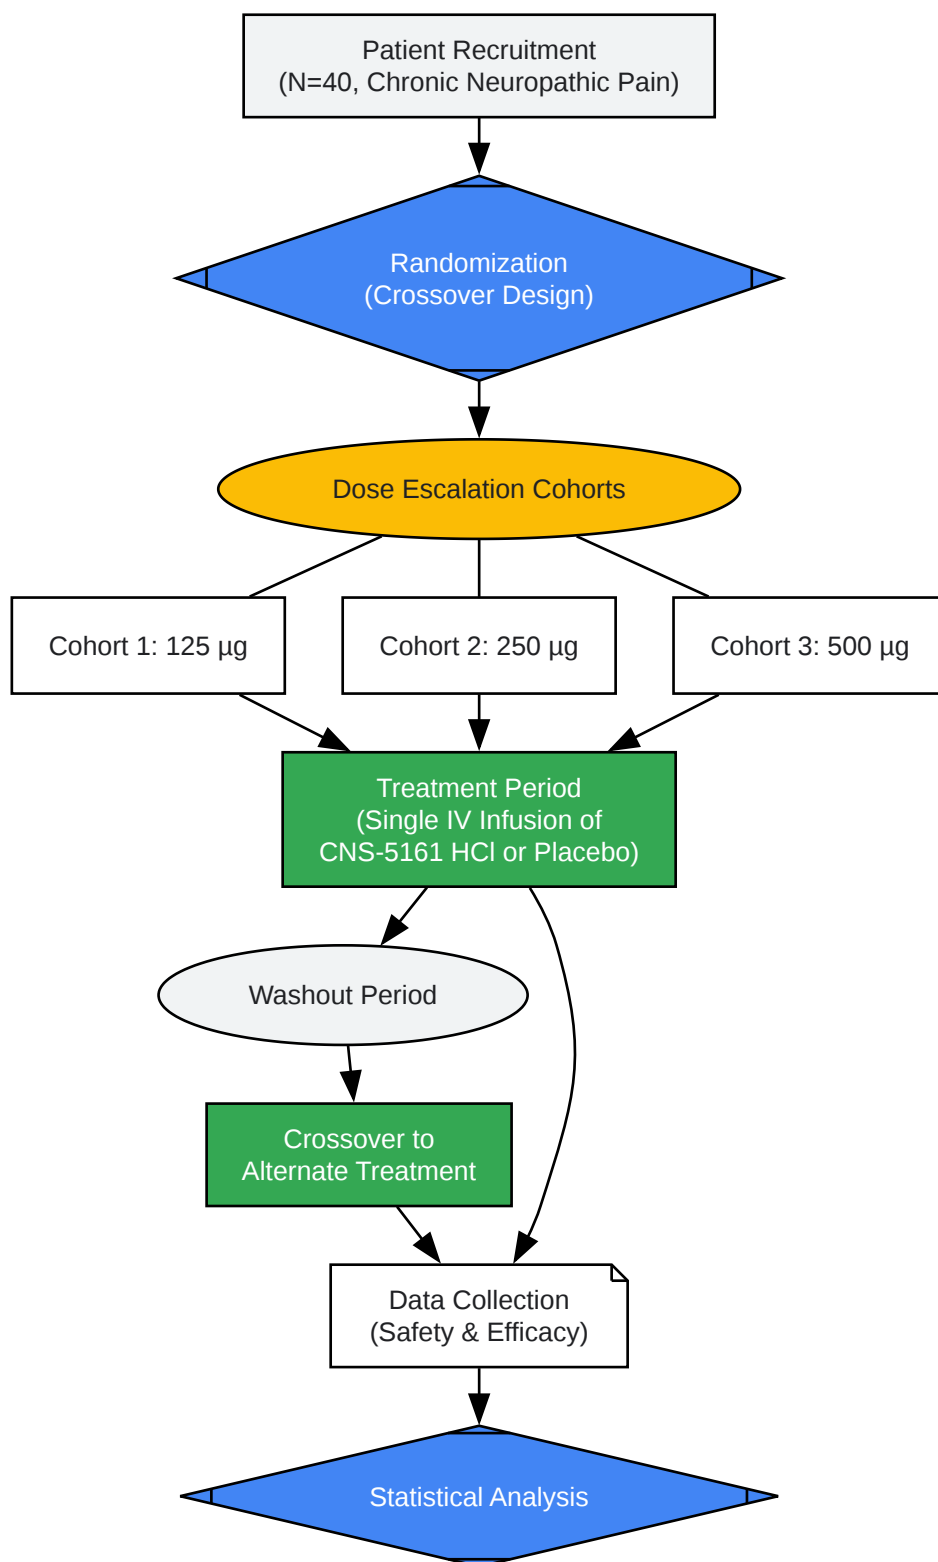 Patient Recruitment
(N=40, Chronic Neuropathic Pain)
Randomization
(Crossover Design)
Dose Escalation Cohorts
Cohort 1: 125 µg
Cohort 2: 250 µg
Cohort 3: 500 µg
Treatment Period
(Single IV Infusion of
CNS-5161 HCl or Placebo)
Washout Period
Crossover to
Alternate Treatment
Data Collection
(Safety & Efficacy)
Statistical Analysis